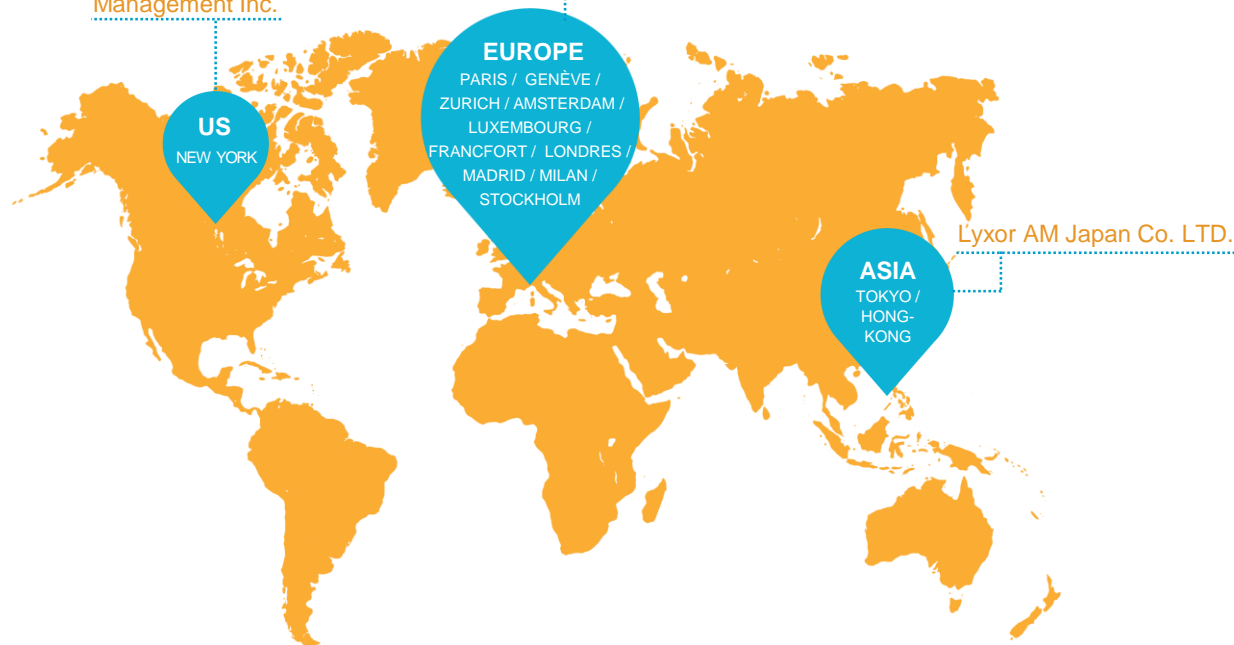 Management Inc.
EUROPE
PARIS / GENÈVE /
ZURICH / AMSTERDAM /
LUXEMBOURG /
FRANCFORT / LONDRES /
MADRID / MILAN /
STOCKHOLM
US
NEW YORK
Lyxor AM Japan Co. LTD.
ASIA
TOKYO /
HONG-
KONG